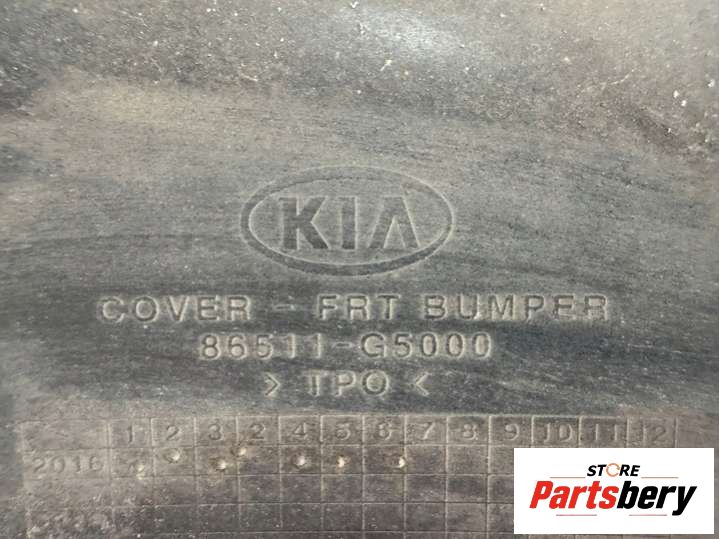 KIA
COVER - FRT BUMPER
86511-G5000
> TPO <
1 2 3 2 4 5 6 7 8 9 10 11 12
2016
STORE
Partsbery